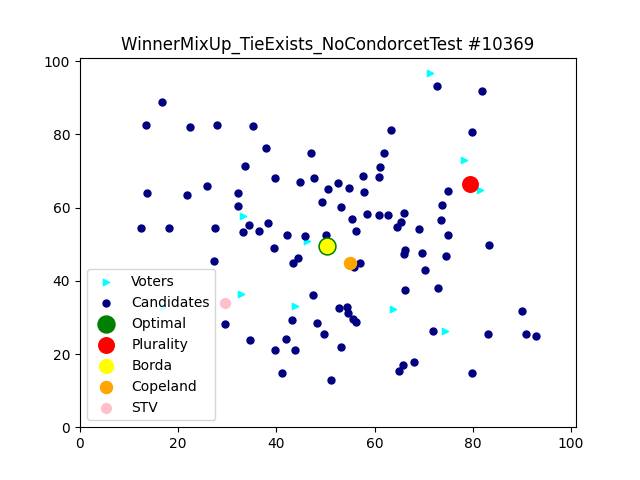 WinnerMixUp_TieExists_NoCondorcetTest #10369
100
80
60
40
20
0
Voters
Candidates
Optimal
Plurality
Borda
Copeland
STV
0 20 40 60 80 100